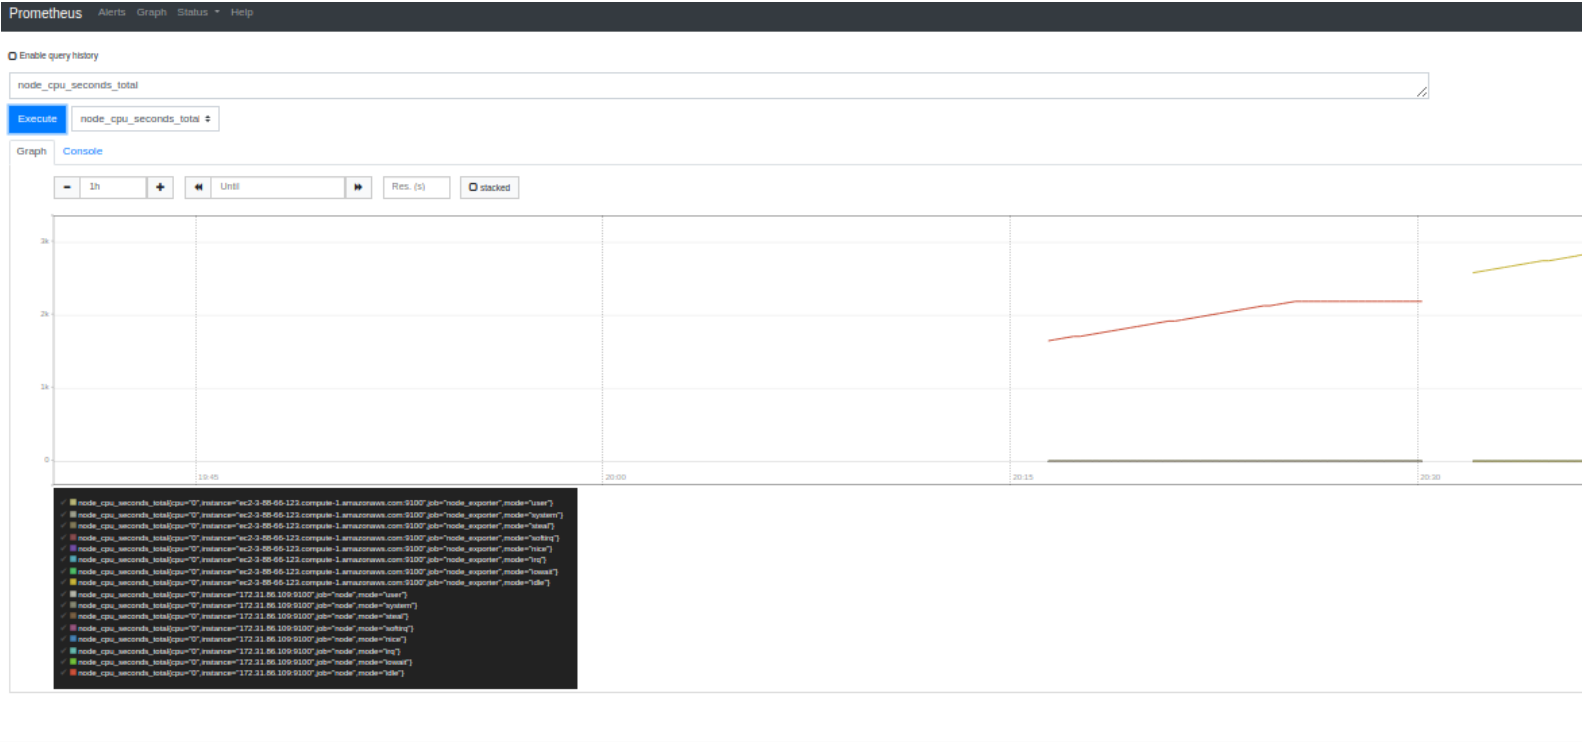 Prometheus Alerts Graph Status Help
Enable query history
node_cpu_seconds_total
Execute node_cpu_seconds_total
Graph Console
1h Until Res. (s) stacked
3k
2k
1k
0
19:45 20:00 20:15 20:30
node_cpu_seconds_total{cpu="0",instance="ec2-3-88-66-123.compute-1.amazonaws.com:9100",job="node_exporter",mode="user"}
node_cpu_seconds_total{cpu="0",instance="ec2-3-88-66-123.compute-1.amazonaws.com:9100",job="node_exporter",mode="system"}
node_cpu_seconds_total{cpu="0",instance="ec2-3-88-66-123.compute-1.amazonaws.com:9100",job="node_exporter",mode="steal"}
node_cpu_seconds_total{cpu="0",instance="ec2-3-88-66-123.compute-1.amazonaws.com:9100",job="node_exporter",mode="softirq"}
node_cpu_seconds_total{cpu="0",instance="ec2-3-88-66-123.compute-1.amazonaws.com:9100",job="node_exporter",mode="nice"}
node_cpu_seconds_total{cpu="0",instance="ec2-3-88-66-123.compute-1.amazonaws.com:9100",job="node_exporter",mode="irq"}
node_cpu_seconds_total{cpu="0",instance="ec2-3-88-66-123.compute-1.amazonaws.com:9100",job="node_exporter",mode="iowait"}
node_cpu_seconds_total{cpu="0",instance="ec2-3-88-66-123.compute-1.amazonaws.com:9100",job="node_exporter",mode="idle"}
node_cpu_seconds_total{cpu="0",instance="172.31.86.109:9100",job="node",mode="user"}
node_cpu_seconds_total{cpu="0",instance="172.31.86.109:9100",job="node",mode="system"}
node_cpu_seconds_total{cpu="0",instance="172.31.86.109:9100",job="node",mode="steal"}
node_cpu_seconds_total{cpu="0",instance="172.31.86.109:9100",job="node",mode="softirq"}
node_cpu_seconds_total{cpu="0",instance="172.31.86.109:9100",job="node",mode="nice"}
node_cpu_seconds_total{cpu="0",instance="172.31.86.109:9100",job="node",mode="irq"}
node_cpu_seconds_total{cpu="0",instance="172.31.86.109:9100",job="node",mode="iowait"}
node_cpu_seconds_total{cpu="0",instance="172.31.86.109:9100",job="node",mode="idle"}